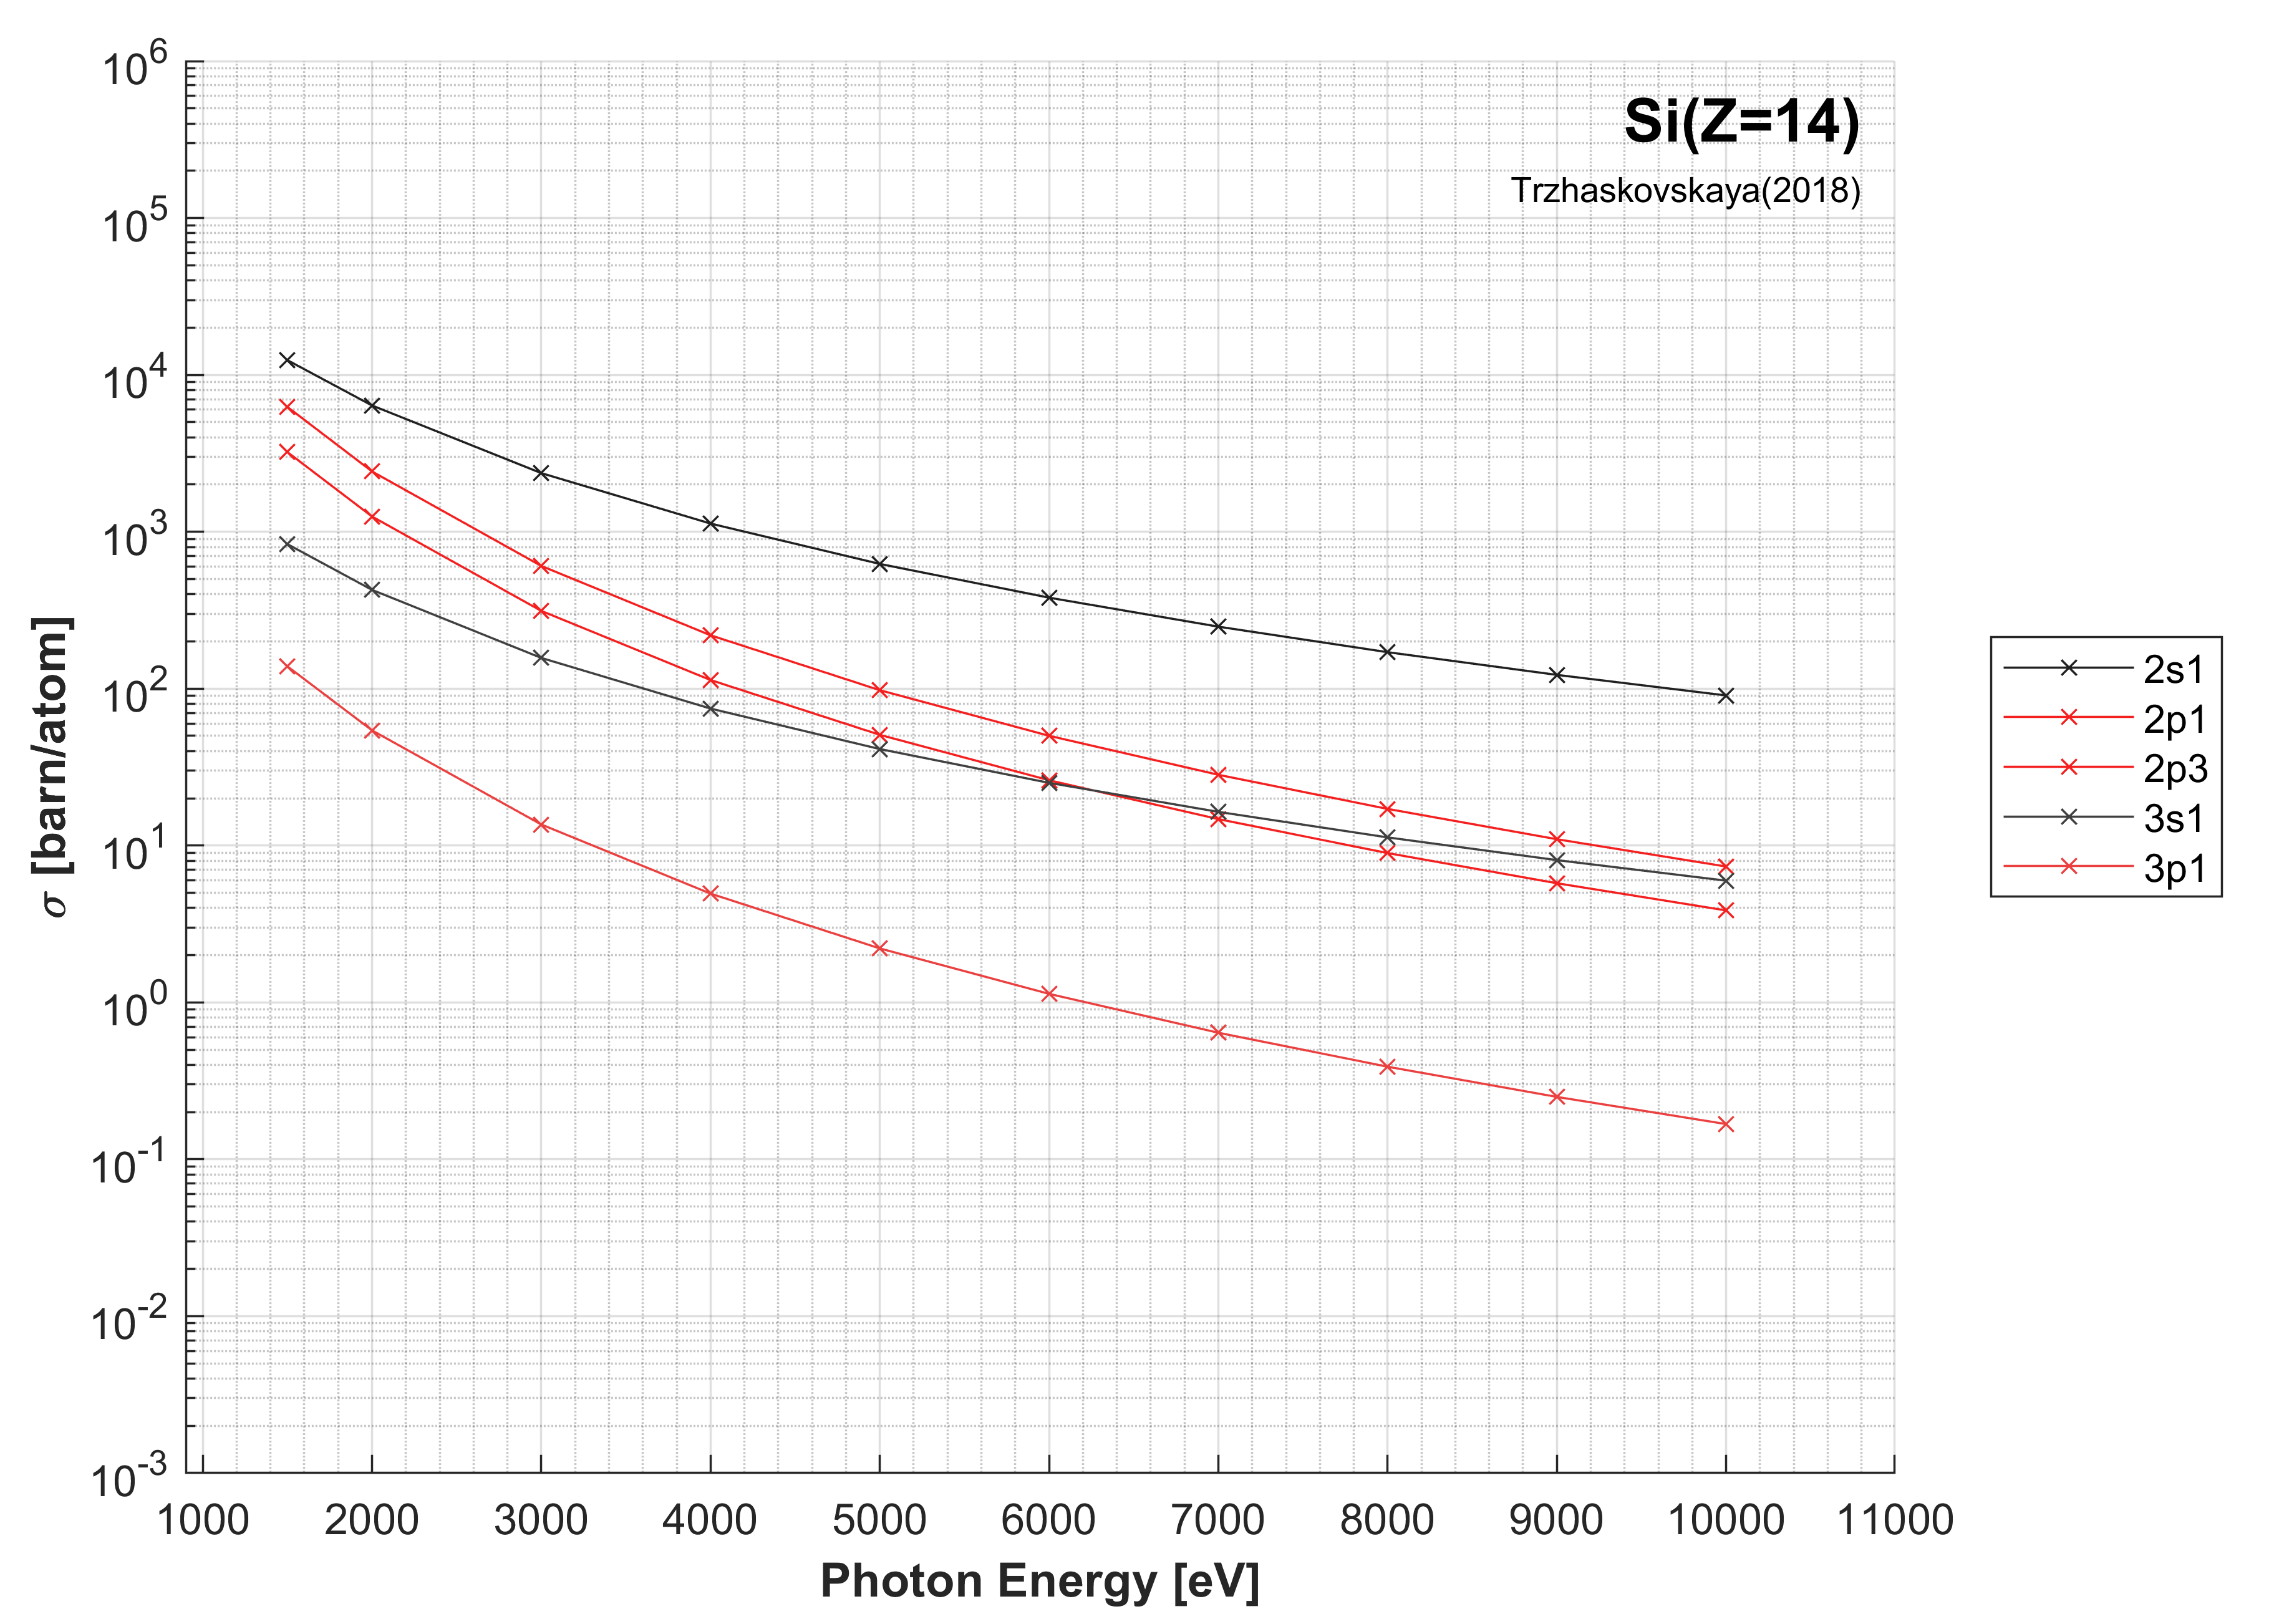 Si(Z=14)
Trzhaskovskaya(2018)
10^6
10^5
10^4
10^3
10^2
10^1
10^0
10^-1
10^-2
10^-3
σ [barn/atom]
1000 2000 3000 4000 5000 6000 7000 8000 9000 10000 11000
Photon Energy [eV]
2s1
2p1
2p3
3s1
3p1